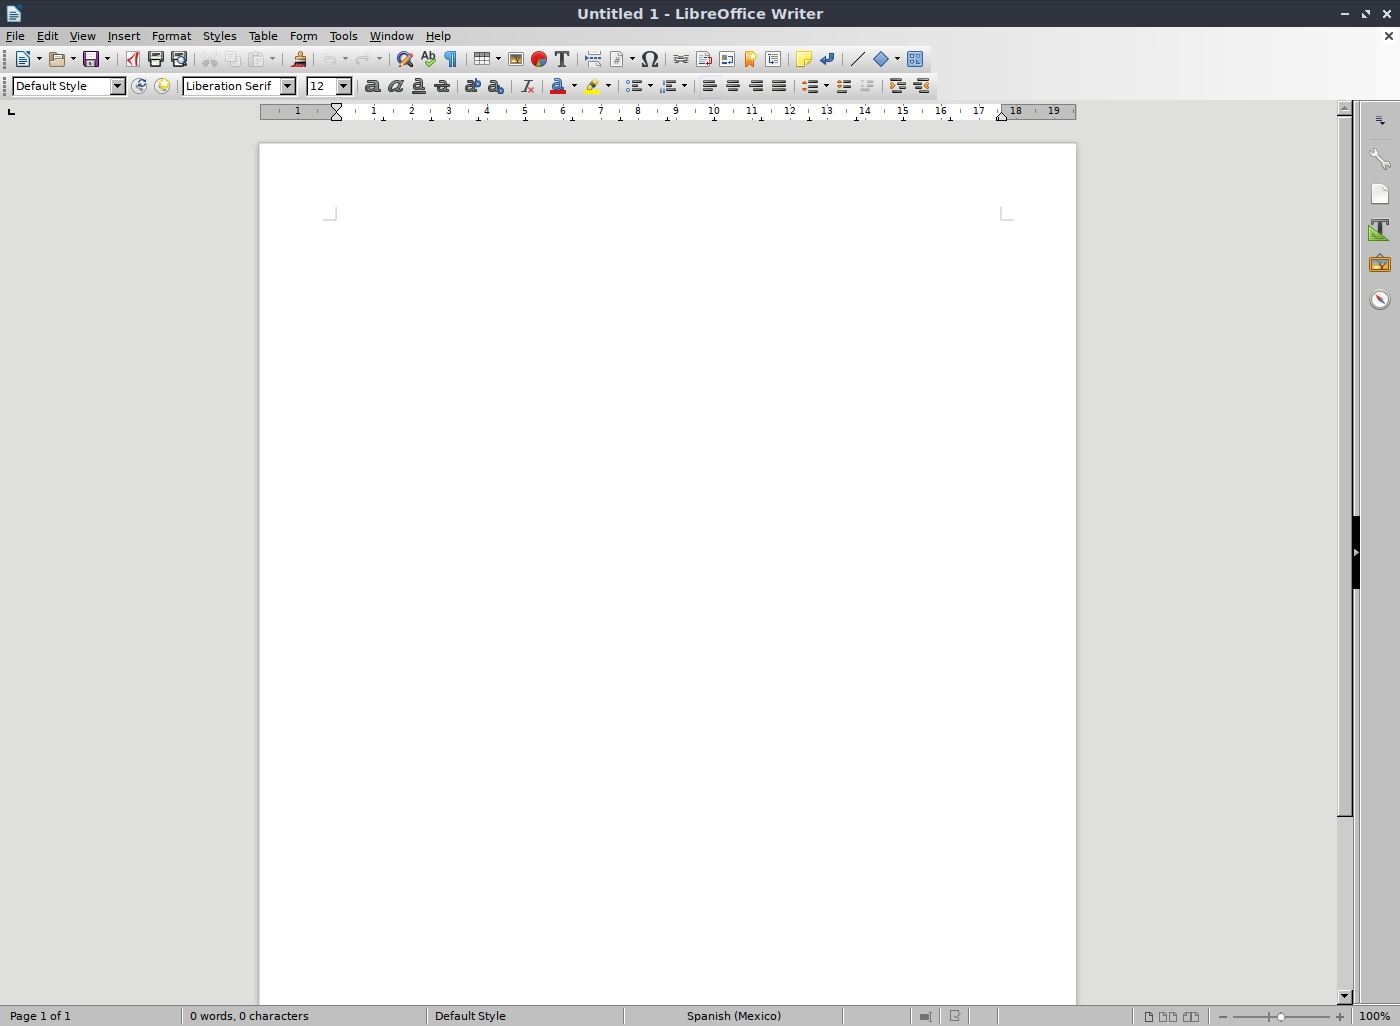 Untitled 1 - LibreOffice Writer
File Edit View Insert Format Styles Table Form Tools Window Help
Default Style Liberation Serif 12
1 1 2 3 4 5 6 7 8 9 10 11 12 13 14 15 16 17 18 19
Page 1 of 1 0 words, 0 characters Default Style Spanish (Mexico) 100%